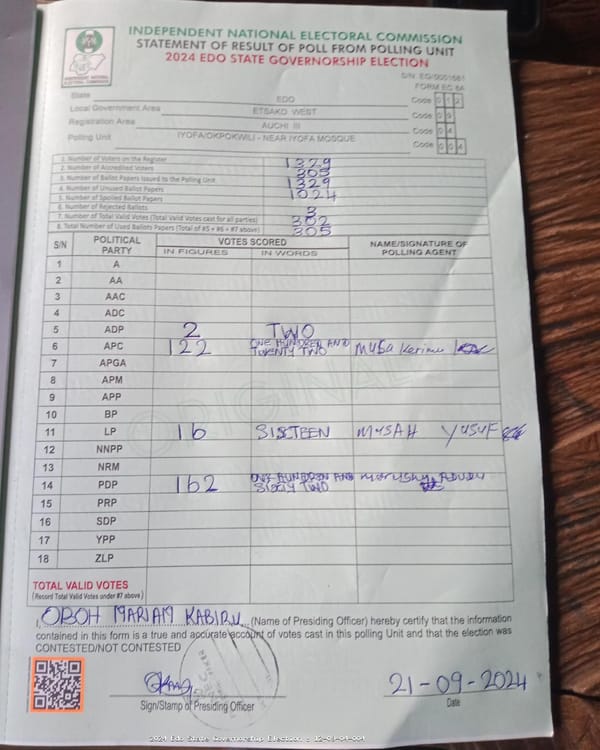 INDEPENDENT NATIONAL ELECTORAL COMMISSION
STATEMENT OF RESULT OF POLL FROM POLLING UNIT
2024 EDO STATE GOVERNORSHIP ELECTION
INDEPENDENT NATIONAL ELECTORAL COMMISSION
FORM EC 8A
State EDO Code 0 1 2
Local Government Area ETSAKO WEST Code 0 9
Registration Area AUCHI III Code 0 4
Polling Unit IYOFA/OKPOKWILI - NEAR IYOFA MOSQUE Code 0 0 4
1. Number of Voters on the Register 1329
2. Number of Accredited Voters 305
3. Number of Ballot Papers Issued to the Polling Unit 1329
4. Number of Unused Ballot Papers 1024
5. Number of Spoiled Ballot Papers
6. Number of Rejected Ballots 3
7. Number of Total Valid Votes (Total Valid Votes cast for all parties) 302
8. Total Number of Used Ballots Papers (Total of #5 + #6 + #7 above) 305
S/N POLITICAL PARTY VOTES SCORED NAME/SIGNATURE OF POLLING AGENT
IN FIGURES IN WORDS
1 A
2 AA
3 AAC
4 ADC
5 ADP 2 TWO
6 APC 122 ONE HUNDRED AND TWENTY TWO Musa Kerimu
7 APGA
8 APM
9 APP
10 BP
11 LP 16 SIXTEEN MUSAH YUSUF
12 NNPP
13 NRM
14 PDP 162 ONE HUNDRED AND SIXTY TWO
15 PRP
16 SDP
17 YPP
18 ZLP
TOTAL VALID VOTES
(Record Total Valid Votes under #7 above)
I, OBOH MARIAM KABIRU (Name of Presiding Officer) hereby certify that the information
contained in this form is a true and accurate account of votes cast in this polling Unit and that the election was
CONTESTED/NOT CONTESTED
21-09-2024
Sign/Stamp of Presiding Officer Date
2024 Edo State Governorship Election : 12-09-04-004